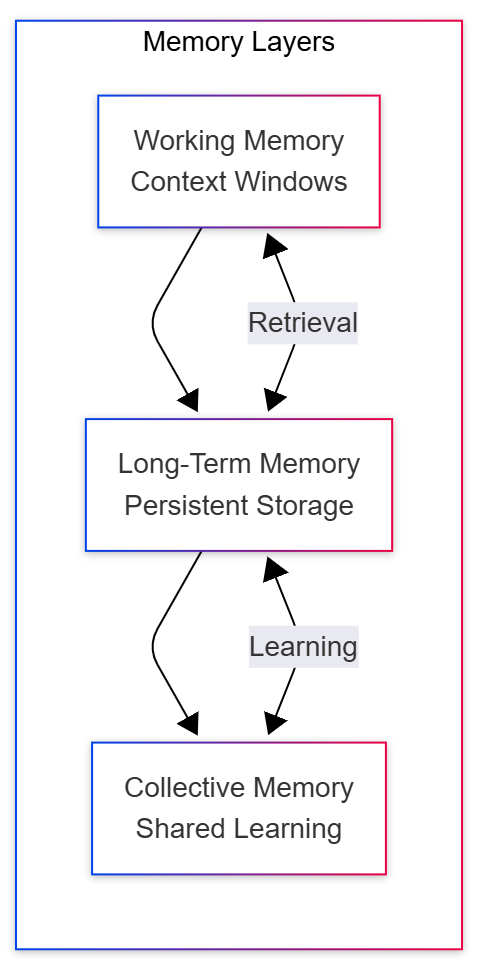 Memory Layers
Working Memory
Context Windows
Retrieval
Long-Term Memory
Persistent Storage
Learning
Collective Memory
Shared Learning